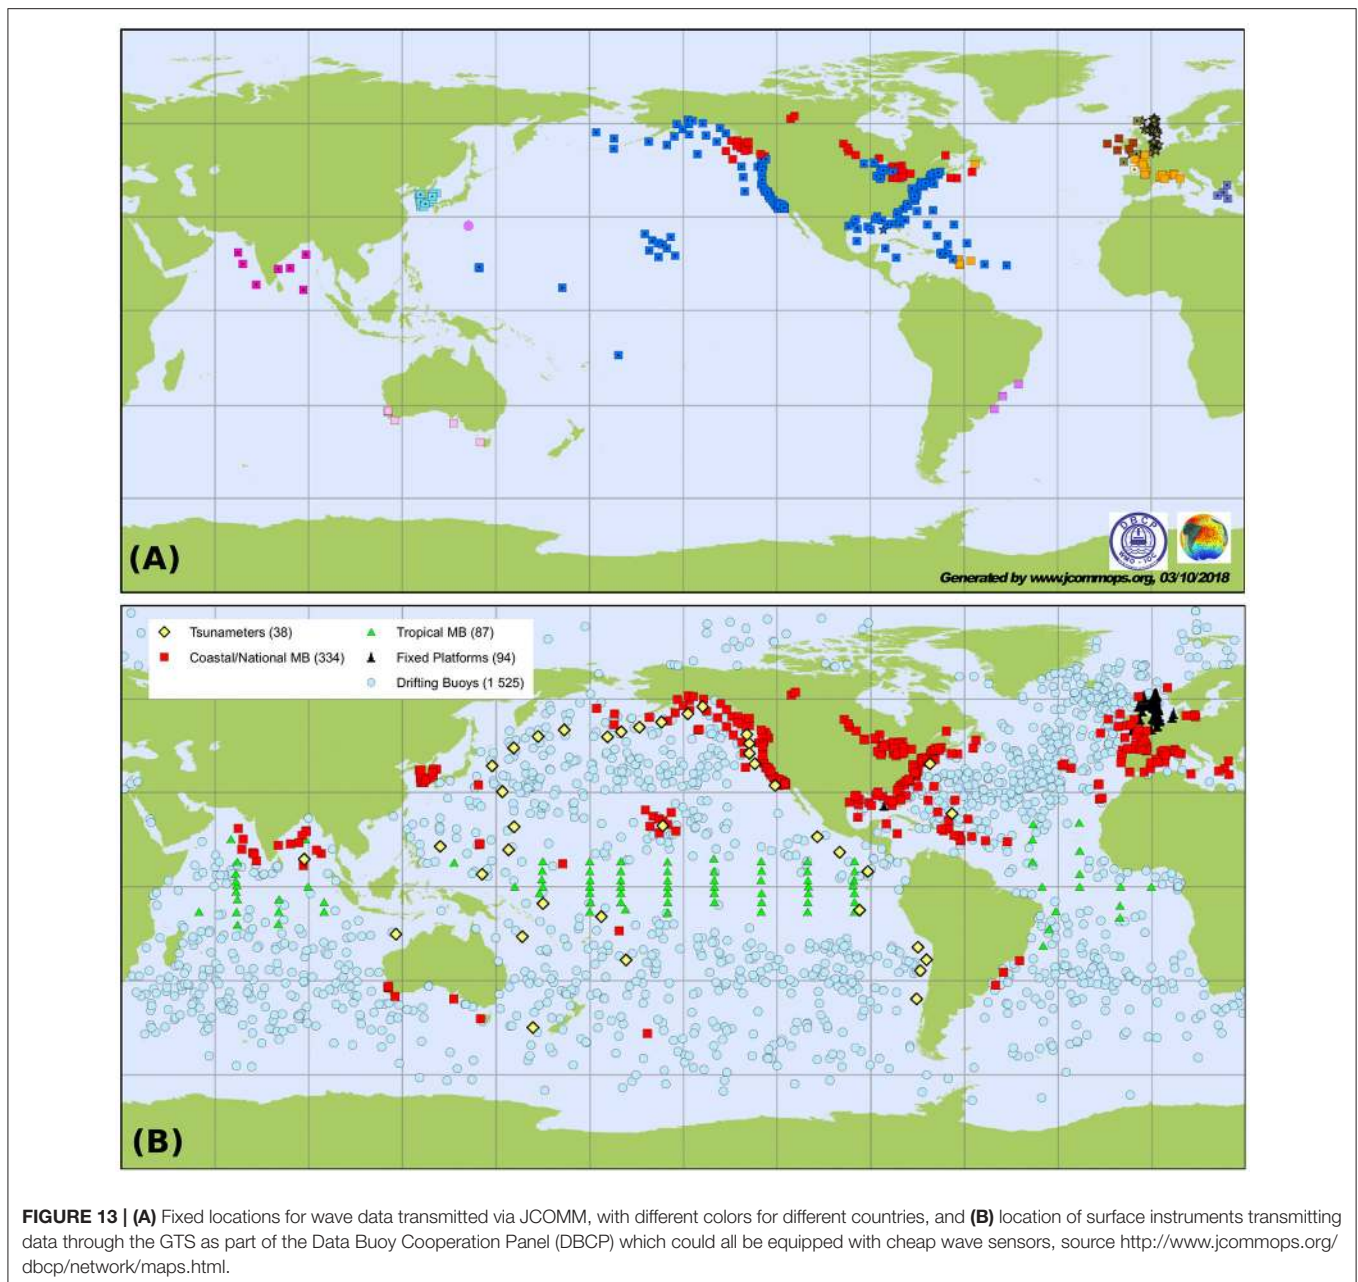 DBCP
WMO - IOC
(A)
Generated by www.jcommops.org, 03/10/2018
Tsunameters (38)
Tropical MB (87)
Coastal/National MB (334)
Fixed Platforms (94)
Drifting Buoys (1 525)
(B)
FIGURE 13 | (A) Fixed locations for wave data transmitted via JCOMM, with different colors for different countries, and (B) location of surface instruments transmitting
data through the GTS as part of the Data Buoy Cooperation Panel (DBCP) which could all be equipped with cheap wave sensors, source http://www.jcommops.org/
dbcp/network/maps.html.